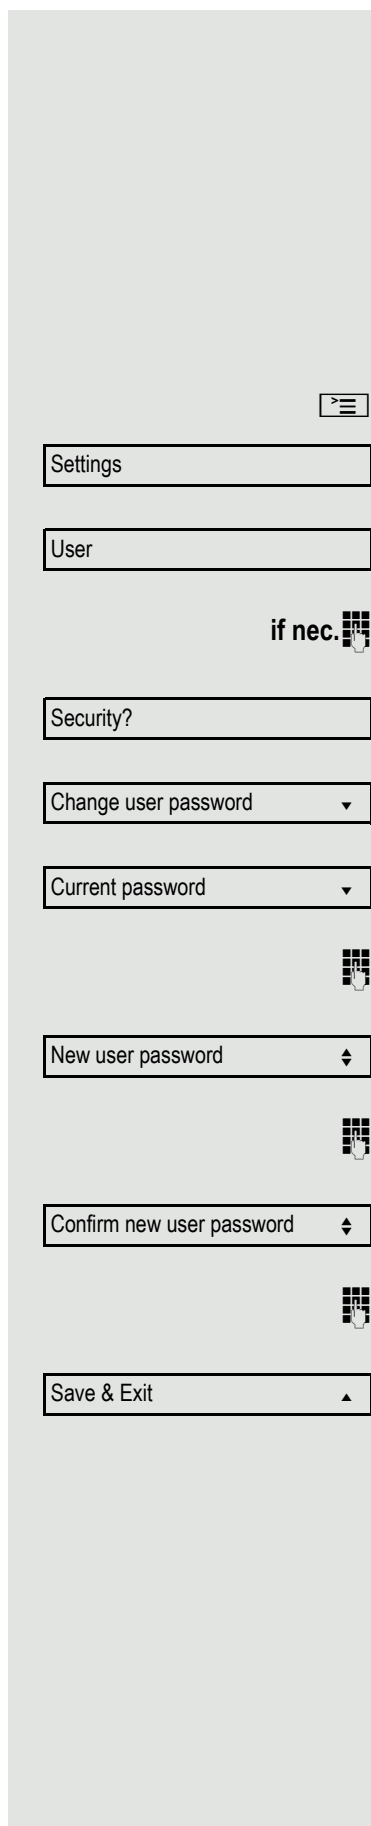 Settings
User
if nec.
Security?
Change user password
Current password
New user password
Confirm new user password
Save & Exit